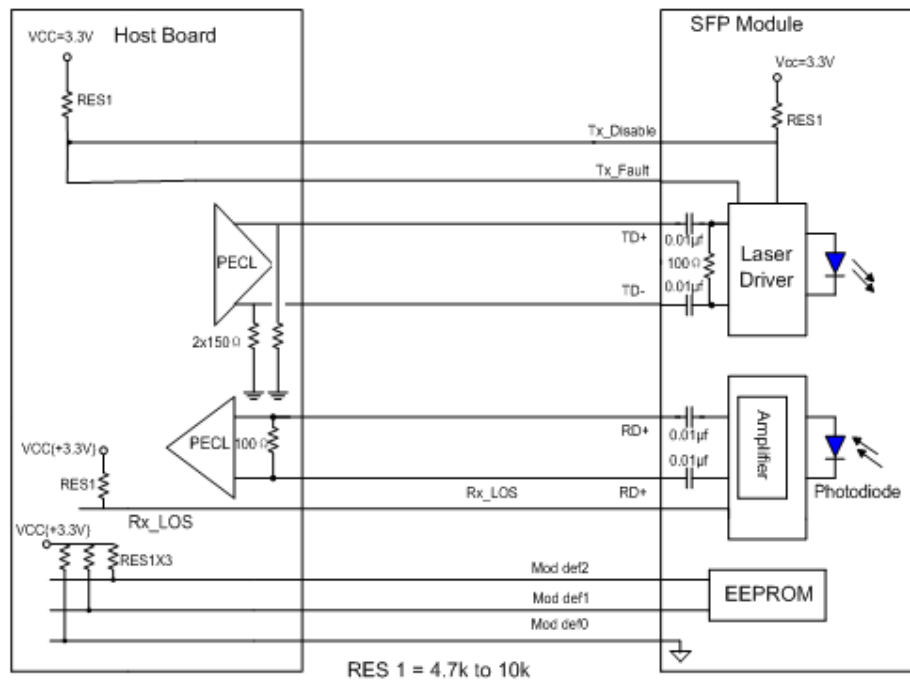 Host Board
VCC=3.3V
RES1
SFP Module
Vcc=3.3V
RES1
Tx_Disable
Tx_Fault
PECL
2x150Ω
TD+
0.01µf
100Ω
0.01µf
TD-
Laser
Driver
PECL
100Ω
RD+
0.01µf
0.01µf
RD+
Amplifier
Photodiode
VCC(+3.3V)
RES1
Rx_LOS
Rx_LOS
VCC(+3.3V)
RES1X3
Mod def2
Mod def1
Mod def0
EEPROM
RES 1 = 4.7k to 10k